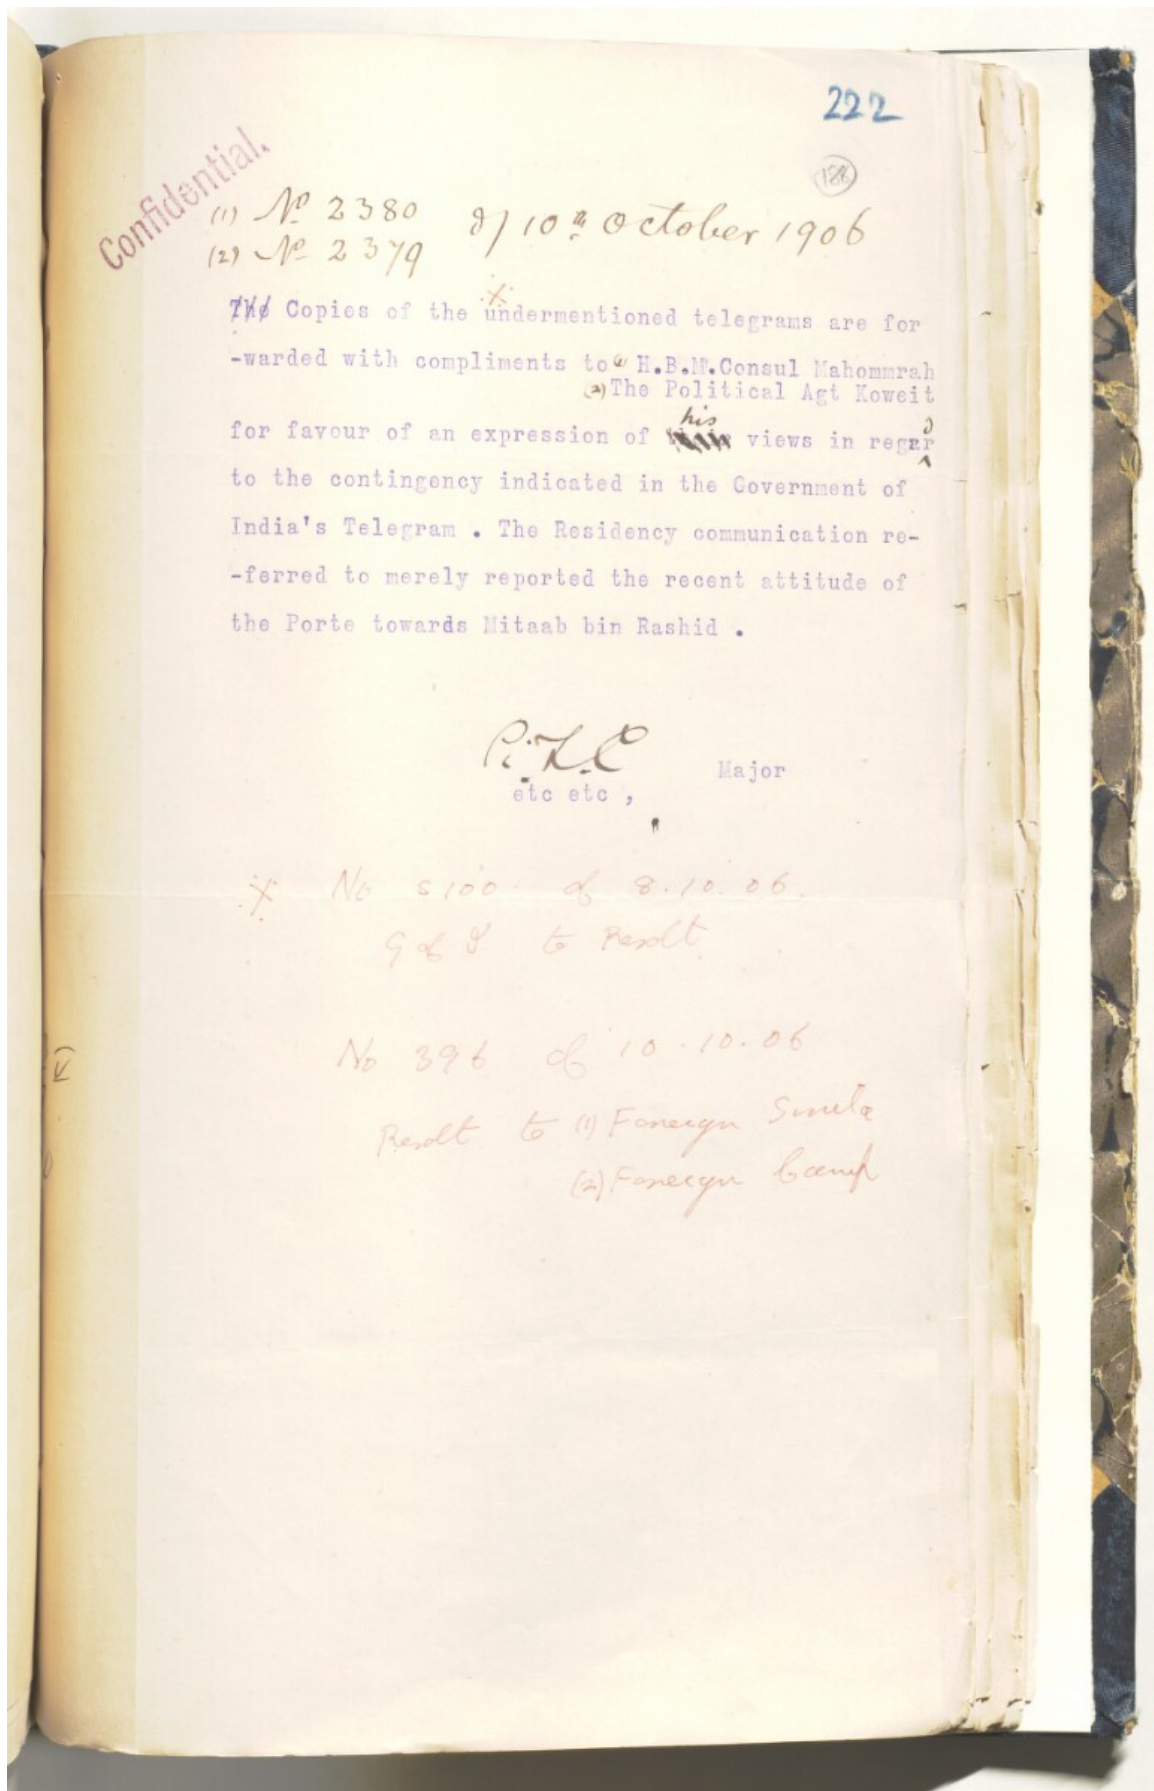 222
188
Confidential.
(1) No 2380 d/ 10th October 1906
(2) No 2379
The Copies of the undermentioned telegrams are for
-warded with compliments to (1) H.B.M.Consul Mahommrah
(2) The Political Agt Koweit
his
for favour of an expression of views in regard
to the contingency indicated in the Government of
India's Telegram . The Residency communication re-
-ferred to merely reported the recent attitude of
the Porte towards Mitaab bin Rashid .
P.Z.C
Major
etc etc ,
No S 100 of 8.10.06.
G of I to Resdt
No 396 of 10.10.06
Resdt to (1) Foreign Simla
(2) Foreign Camp